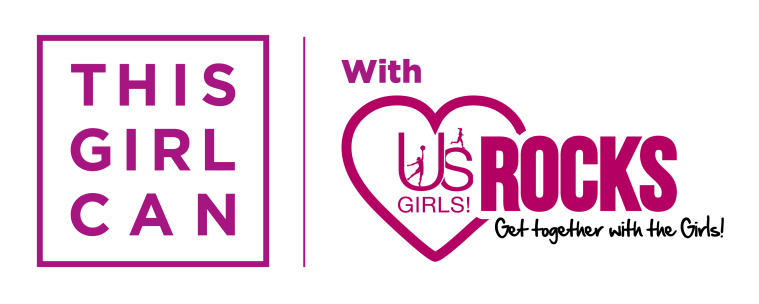 THIS
GIRL
CAN
With
Us
GIRLS!
ROCKS
Get together with the Girls!